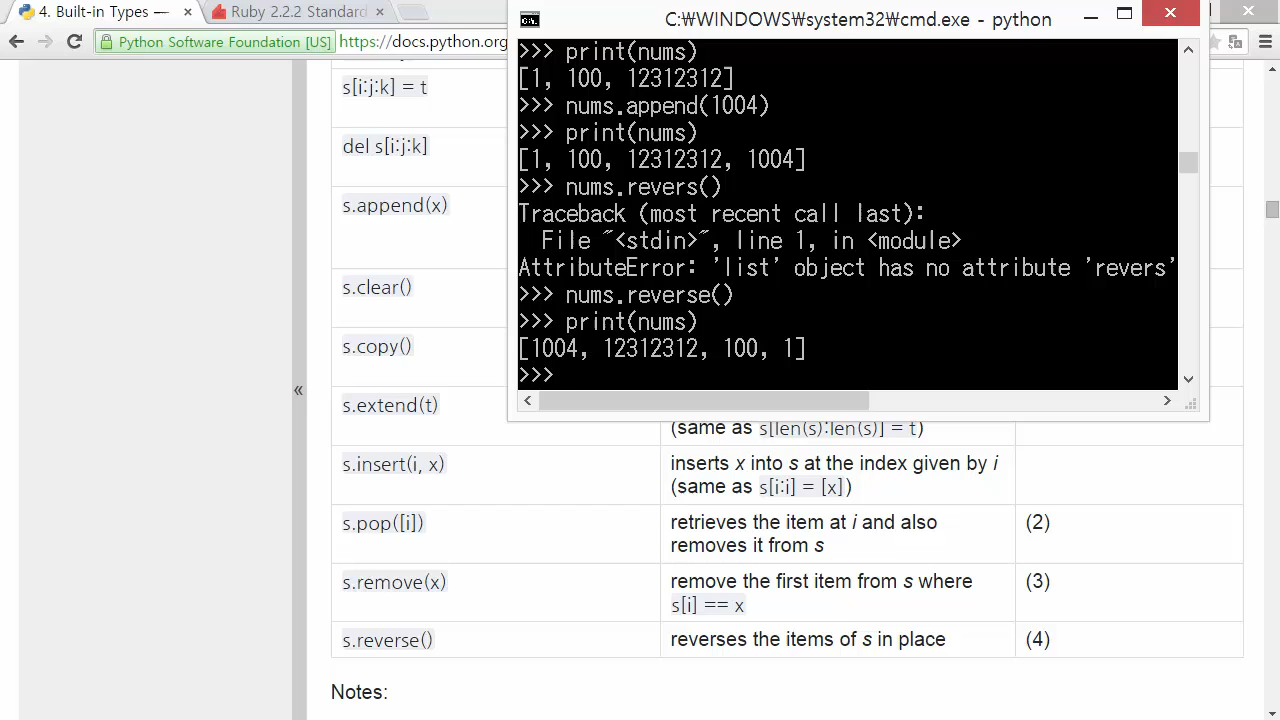 4. Built-in Types —
Ruby 2.2.2 Standard
Python Software Foundation [US]
https://docs.python.org
C:₩WINDOWS₩system32₩cmd.exe - python
>>> print(nums)
[1, 100, 12312312]
>>> nums.append(1004)
>>> print(nums)
[1, 100, 12312312, 1004]
>>> nums.revers()
Traceback (most recent call last):
  File "<stdin>", line 1, in <module>
AttributeError: 'list' object has no attribute 'revers'
>>> nums.reverse()
>>> print(nums)
[1004, 12312312, 100, 1]
>>>
s[i:j:k] = t
del s[i:j:k]
s.append(x)
s.clear()
s.copy()
«
s.extend(t)
(same as s[len(s):len(s)] = t)
s.insert(i, x)
inserts x into s at the index given by i
(same as s[i:i] = [x])
s.pop([i])
retrieves the item at i and also
removes it from s
(2)
s.remove(x)
remove the first item from s where
s[i] == x
(3)
s.reverse()
reverses the items of s in place
(4)
Notes: